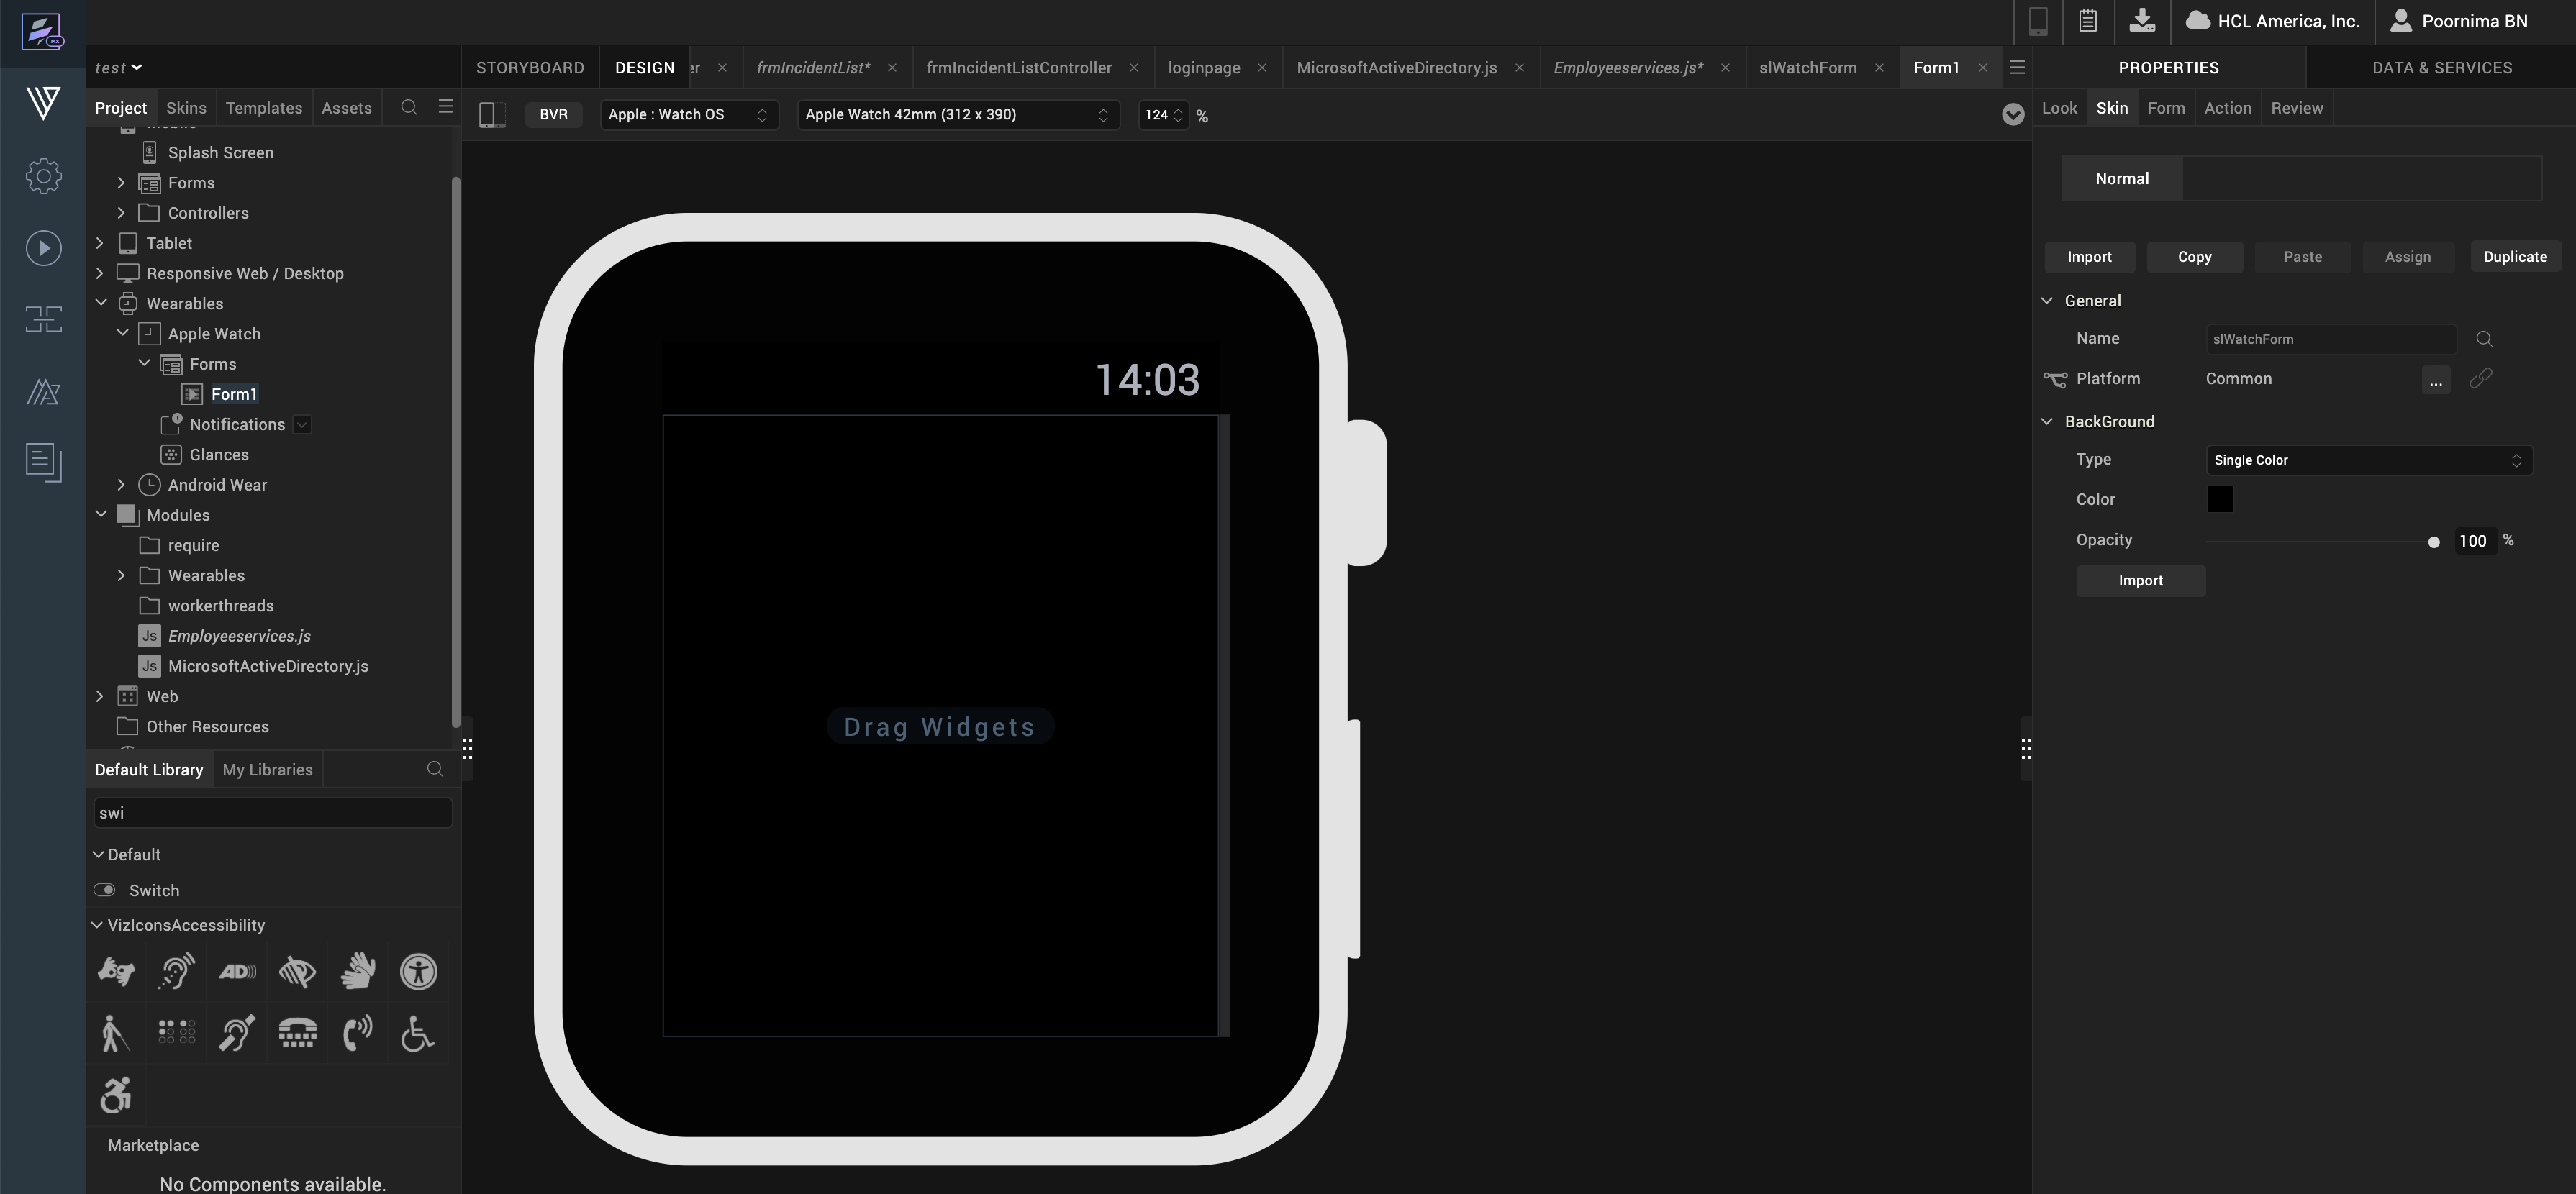 HCL America, Inc.
Poornima BN
test
STORYBOARD
DESIGN
er
frmIncidentList*
frmIncidentListController
loginpage
MicrosoftActiveDirectory.js
Employeeservices.js*
slWatchForm
Form1
PROPERTIES
DATA & SERVICES
Project
Skins
Templates
Assets
BVR
Apple : Watch OS
Apple Watch 42mm (312 x 390)
124
%
Look
Skin
Form
Action
Review
Mobile
Splash Screen
Forms
Controllers
Tablet
Responsive Web / Desktop
Wearables
Apple Watch
Forms
Form1
Notifications
Glances
Android Wear
Modules
require
Wearables
workerthreads
Js Employeeservices.js
Js MicrosoftActiveDirectory.js
Web
Other Resources
Default Library
My Libraries
swi
Default
Switch
VizIconsAccessibility
AD
Marketplace
No Components available.
14:03
Drag Widgets
Normal
Import
Copy
Paste
Assign
Duplicate
General
Name
slWatchForm
Platform
Common
...
BackGround
Type
Single Color
Color
Opacity
100
%
Import